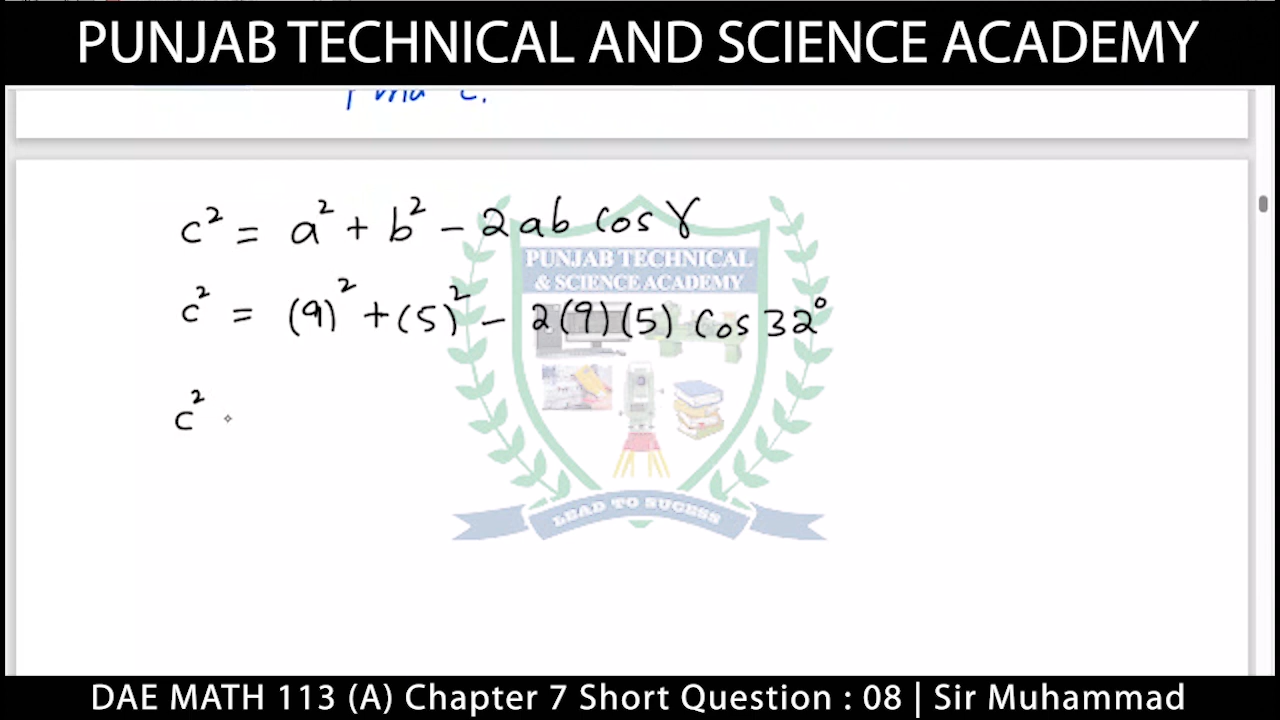 PUNJAB TECHNICAL AND SCIENCE ACADEMY
c² = a² + b² - 2ab cos γ
PUNJAB TECHNICAL
& SCIENCE ACADEMY
c² = (9)² + (5)² - 2(9)(5) Cos 32°
c²
LEAD TO SUCESS
DAE MATH 113 (A) Chapter 7 Short Question : 08 | Sir Muhammad